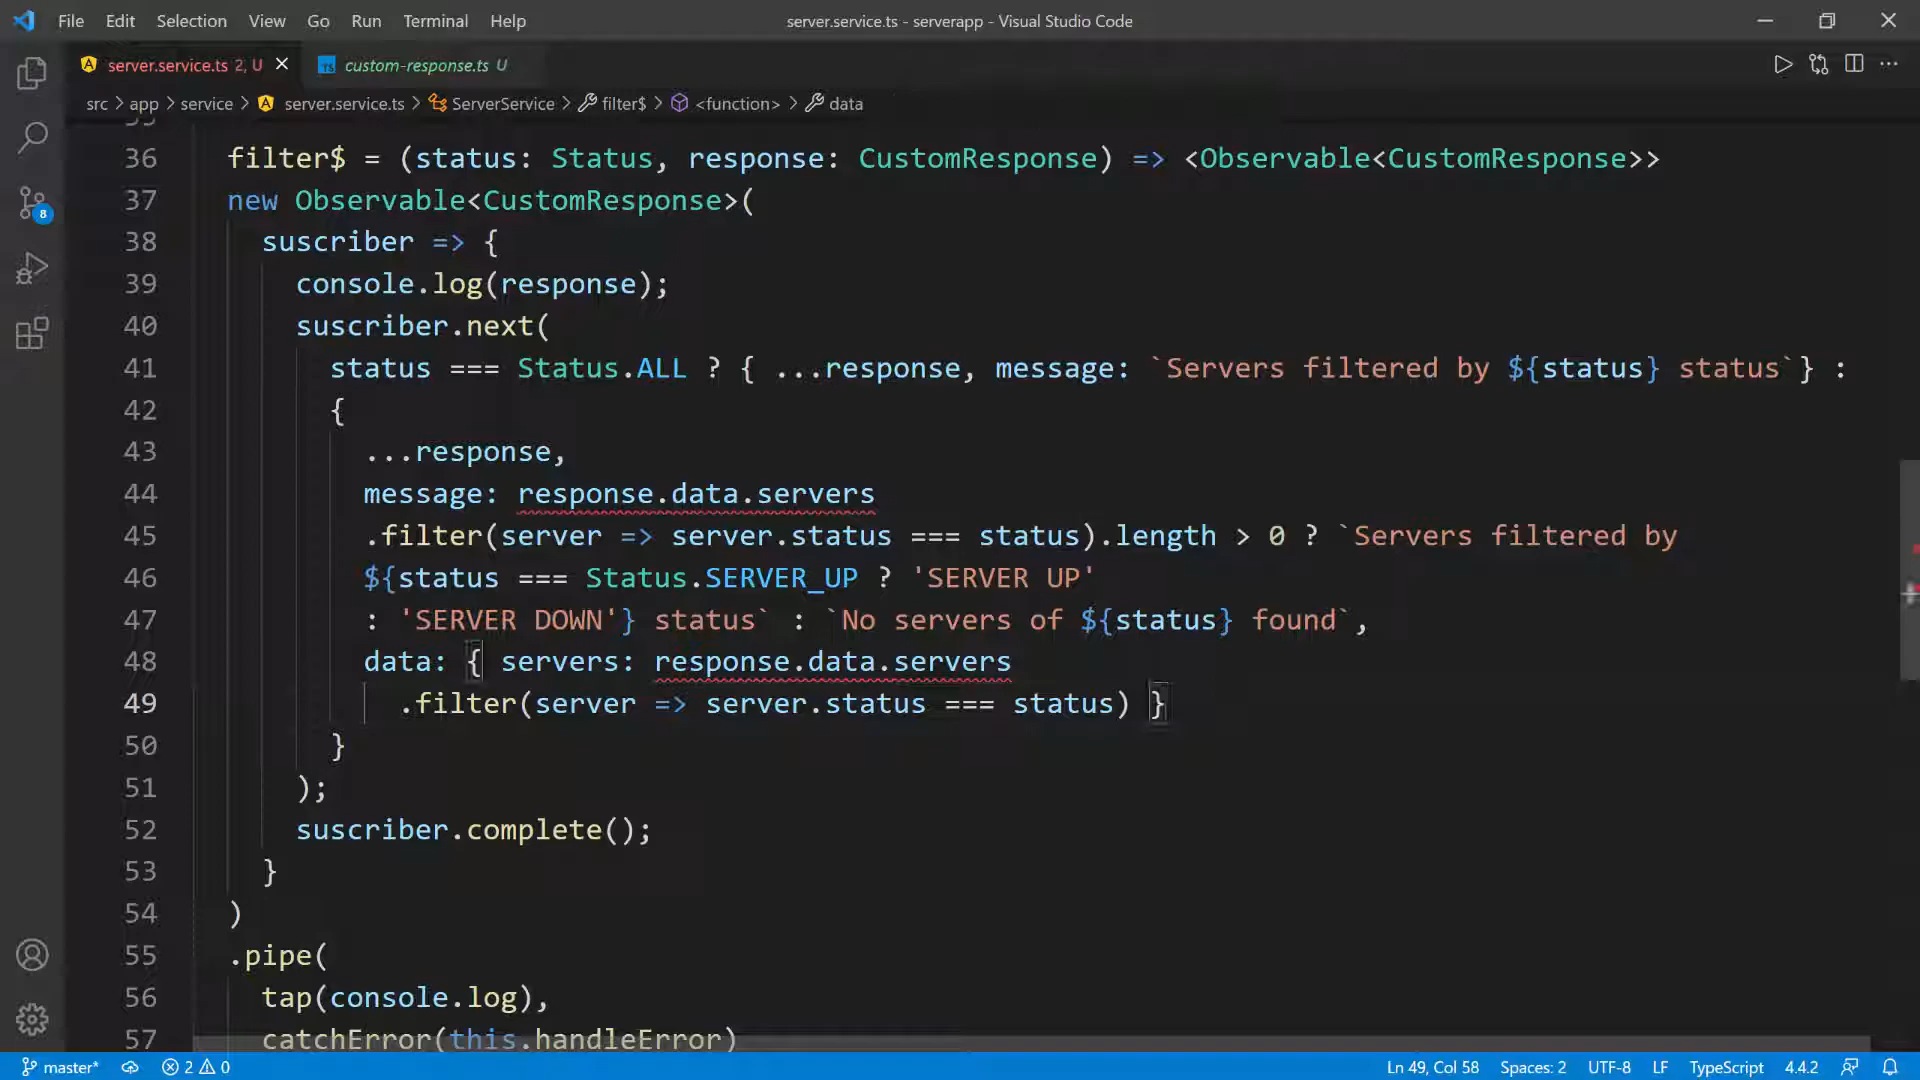 File Edit Selection View Go Run Terminal Help server.service.ts - serverapp - Visual Studio Code
server.service.ts 2, U custom-response.ts U
src > app > service > server.service.ts > ServerService > filter$ > <function> > data
35
36 filter$ = (status: Status, response: CustomResponse) => <Observable<CustomResponse>>
37 new Observable<CustomResponse>(
38 suscriber => {
39 console.log(response);
40 suscriber.next(
41 status === Status.ALL ? { ...response, message: `Servers filtered by ${status} status`} :
42 {
43 ...response,
44 message: response.data.servers
45 .filter(server => server.status === status).length > 0 ? `Servers filtered by
46 ${status === Status.SERVER_UP ? 'SERVER UP'
47 : 'SERVER DOWN'} status` : `No servers of ${status} found`,
48 data: { servers: response.data.servers
49 .filter(server => server.status === status) }
50 }
51 );
52 suscriber.complete();
53 }
54 )
55 .pipe(
56 tap(console.log),
57 catchError(this.handleError)
8
master* 2 0 Ln 49, Col 58 Spaces: 2 UTF-8 LF TypeScript 4.4.2